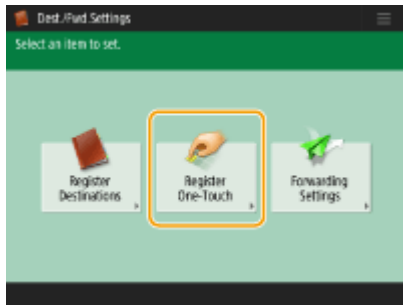 Dest./Fwd Settings
Select an item to set.
Register
Destinations
Register
One-Touch
Forwarding
Settings